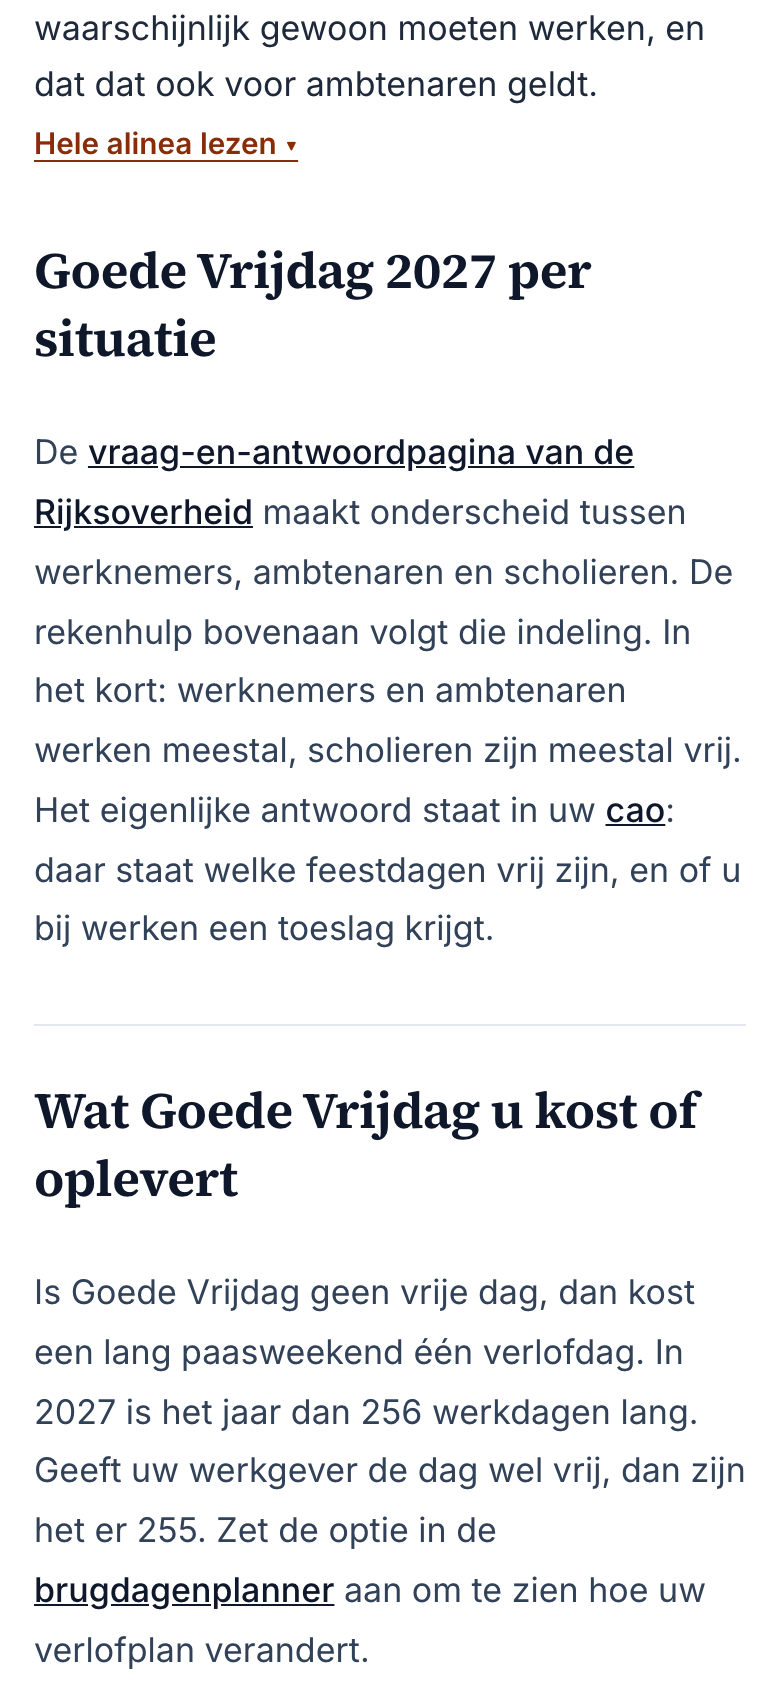 waarschijnlijk gewoon moeten werken, en
dat dat ook voor ambtenaren geldt.
Hele alinea lezen ▾
Goede Vrijdag 2027 per
situatie
De vraag-en-antwoordpagina van de
Rijksoverheid maakt onderscheid tussen
werknemers, ambtenaren en scholieren. De
rekenhulp bovenaan volgt die indeling. In
het kort: werknemers en ambtenaren
werken meestal, scholieren zijn meestal vrij.
Het eigenlijke antwoord staat in uw cao:
daar staat welke feestdagen vrij zijn, en of u
bij werken een toeslag krijgt.
Wat Goede Vrijdag u kost of
oplevert
Is Goede Vrijdag geen vrije dag, dan kost
een lang paasweekend één verlofdag. In
2027 is het jaar dan 256 werkdagen lang.
Geeft uw werkgever de dag wel vrij, dan zijn
het er 255. Zet de optie in de
brugdagenplanner aan om te zien hoe uw
verlofplan verandert.